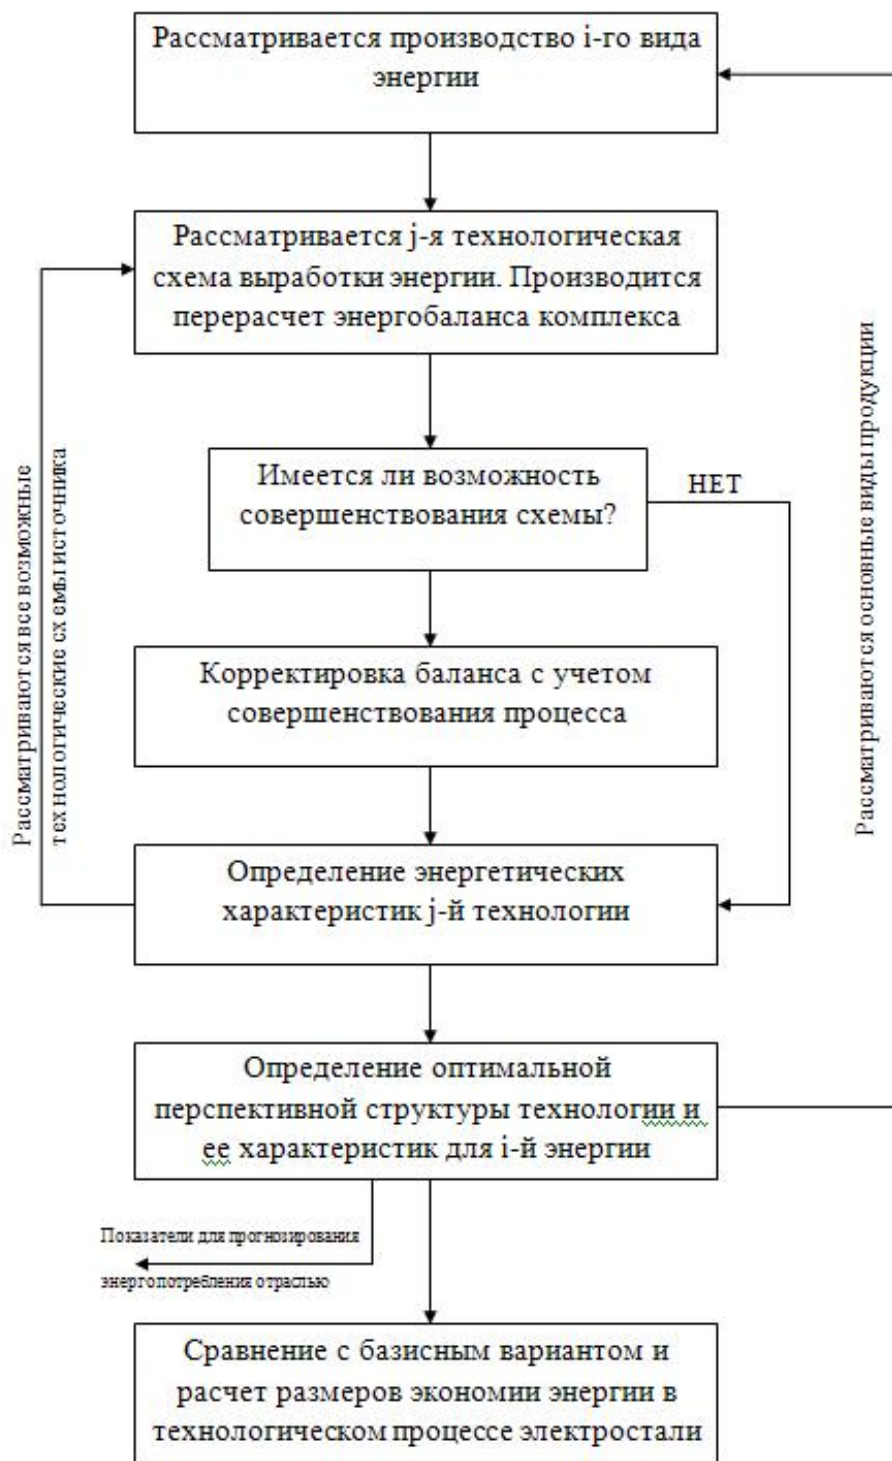 Рассматривается производство i-го вида
энергии
Рассматривается j-я технологическая
схема выработки энергии. Производится
перерасчет энергобаланса комплекса
Имеется ли возможность
совершенствования схемы?
НЕТ
Корректировка баланса с учетом
совершенствования процесса
Определение энергетических
характеристик j-й технологии
Рассматриваются все возможные
технологические схемы источника
Рассматриваются основные виды продукции
Определение оптимальной
перспективной структуры технологии и
ее характеристик для i-й энергии
Показатели для прогнозирования
энергопотребления отраслью
Сравнение с базисным вариантом и
расчет размеров экономии энергии в
технологическом процессе электростали